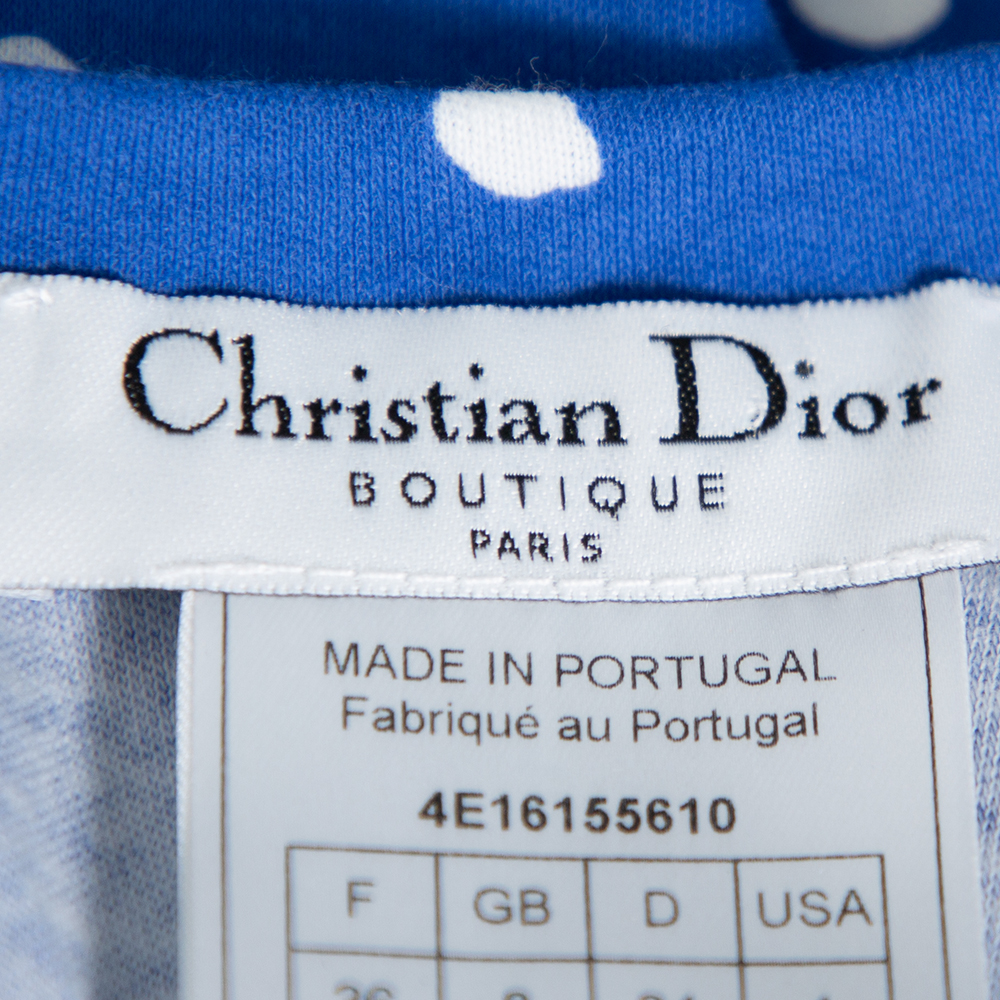 Christian Dior
BOUTIQUE
PARIS
MADE IN PORTUGAL
Fabriqué au Portugal
4E16155610
F GB D USA